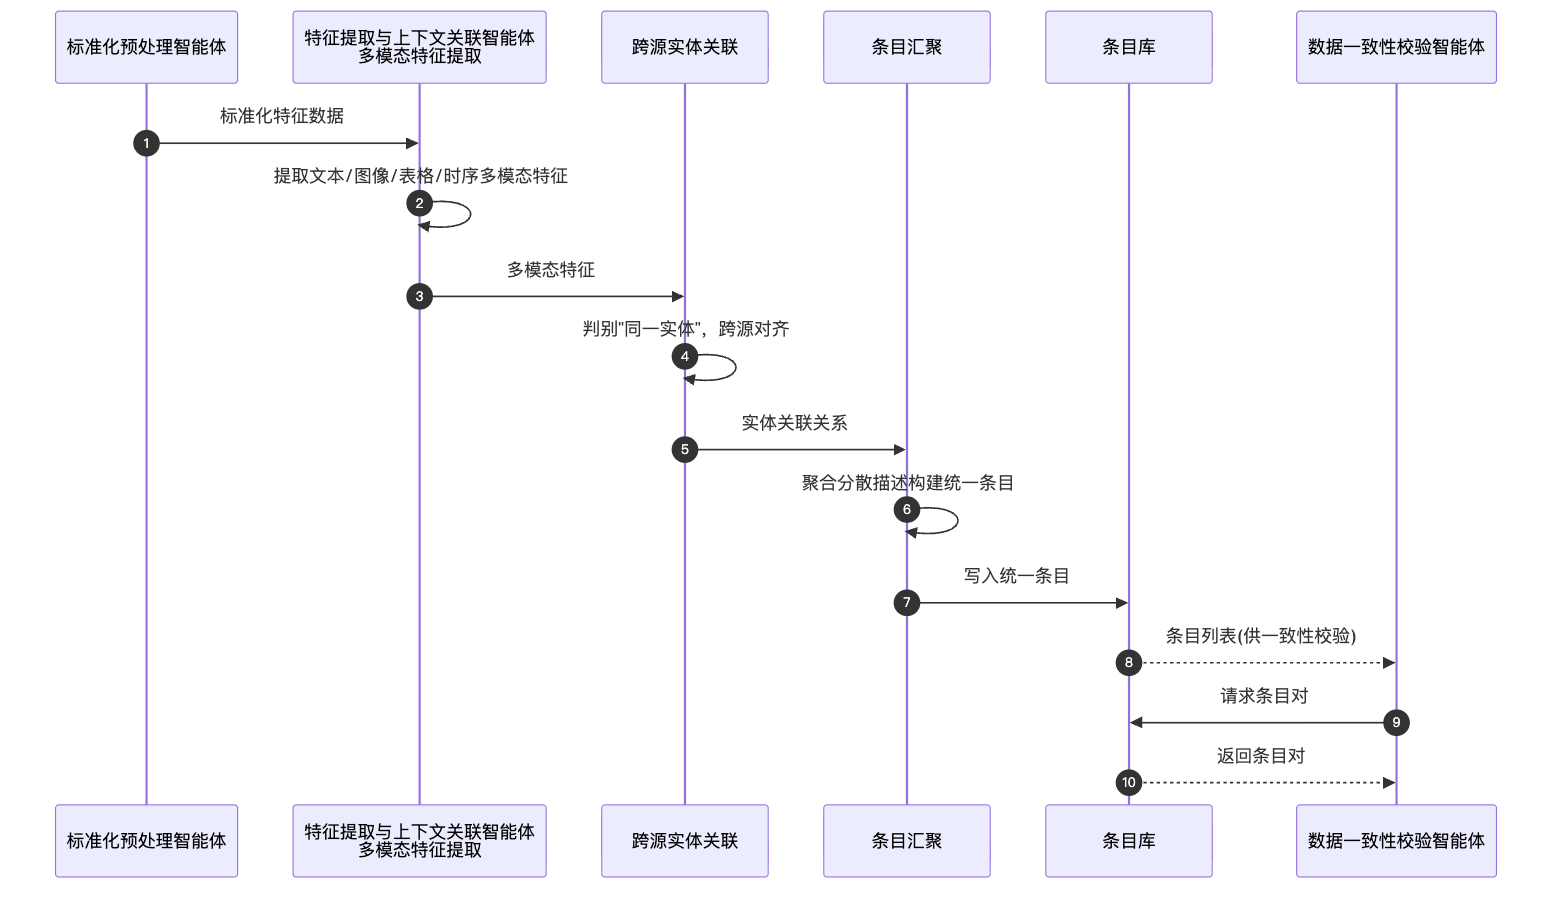 标准化预处理智能体
特征提取与上下文关联智能体
多模态特征提取
跨源实体关联
条目汇聚
条目库
数据一致性校验智能体
标准化特征数据
1
提取文本/图像/表格/时序多模态特征
2
多模态特征
3
判别"同一实体"，跨源对齐
4
实体关联关系
5
聚合分散描述构建统一条目
6
写入统一条目
7
条目列表(供一致性校验)
8
请求条目对
9
返回条目对
10
标准化预处理智能体
特征提取与上下文关联智能体
多模态特征提取
跨源实体关联
条目汇聚
条目库
数据一致性校验智能体